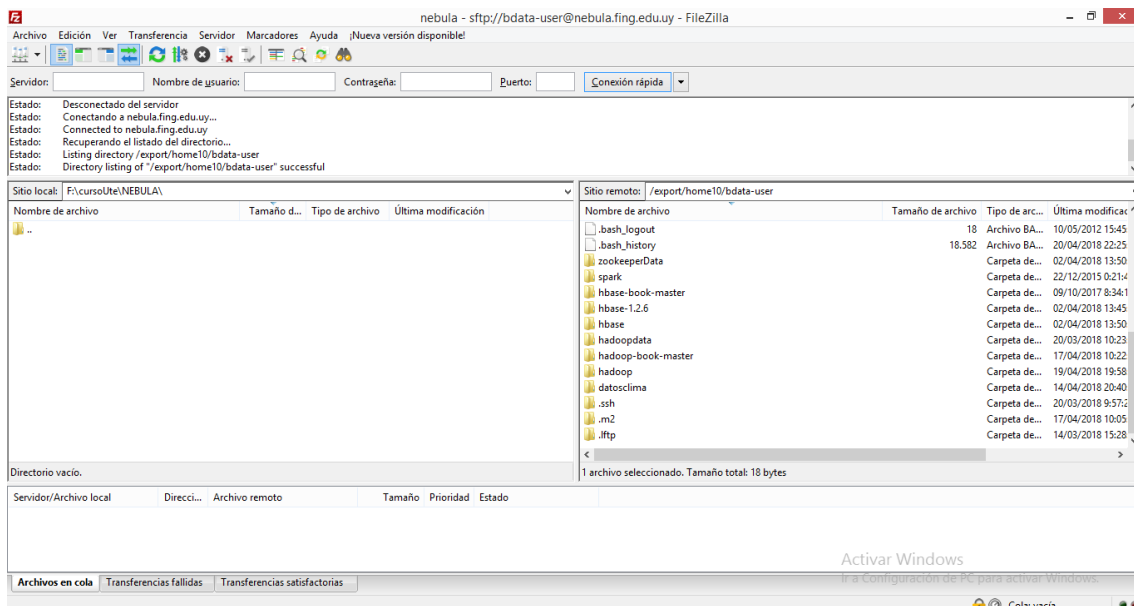 nebula - sftp://bdata-user@nebula.fing.edu.uy - FileZilla
Archivo Edición Ver Transferencia Servidor Marcadores Ayuda ¡Nueva versión disponible!
Servidor: Nombre de usuario: Contraseña: Puerto: Conexión rápida
Estado: Desconectado del servidor
Estado: Conectando a nebula.fing.edu.uy...
Estado: Connected to nebula.fing.edu.uy
Estado: Recuperando el listado del directorio...
Estado: Listing directory /export/home10/bdata-user
Estado: Directory listing of "/export/home10/bdata-user" successful
Sitio local: F:\cursoUte\NEBULA\
Nombre de archivo Tamaño d... Tipo de archivo Última modificación
..
Directorio vacío.
Sitio remoto: /export/home10/bdata-user
Nombre de archivo Tamaño de archivo Tipo de arc... Última modificac
.bash_logout 18 Archivo BA... 10/05/2012 15:45
.bash_history 18.582 Archivo BA... 20/04/2018 22:25
zookeeperData Carpeta de... 02/04/2018 13:50
spark Carpeta de... 22/12/2015 0:21:4
hbase-book-master Carpeta de... 09/10/2017 8:34:1
hbase-1.2.6 Carpeta de... 02/04/2018 13:45
hbase Carpeta de... 02/04/2018 13:50
hadoopdata Carpeta de... 20/03/2018 10:23
hadoop-book-master Carpeta de... 17/04/2018 10:22
hadoop Carpeta de... 19/04/2018 19:58
datosclima Carpeta de... 14/04/2018 20:40
.ssh Carpeta de... 20/03/2018 9:57:2
.m2 Carpeta de... 17/04/2018 10:05
.lftp Carpeta de... 14/03/2018 15:28
1 archivo seleccionado. Tamaño total: 18 bytes
Servidor/Archivo local Direcci... Archivo remoto Tamaño Prioridad Estado
Activar Windows
Ir a Configuración de PC para activar Windows.
Archivos en cola Transferencias fallidas Transferencias satisfactorias
Cola: vacía